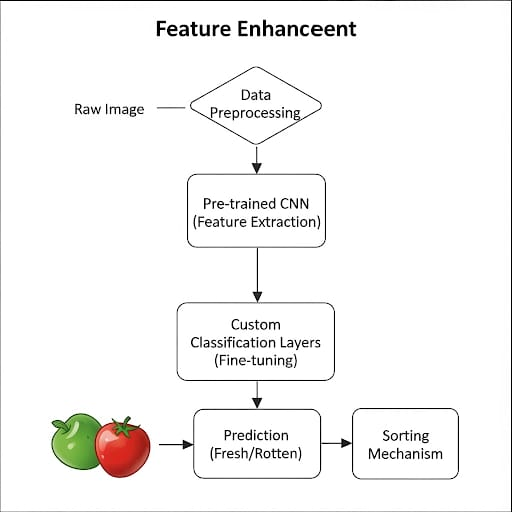 Feature Enhanceent
Raw Image
Data
Preprocessing
Pre-trained CNN
(Feature Extraction)
Custom
Classification Layers
(Fine-tuning)
Prediction
(Fresh/Rotten)
Sorting
Mechanism